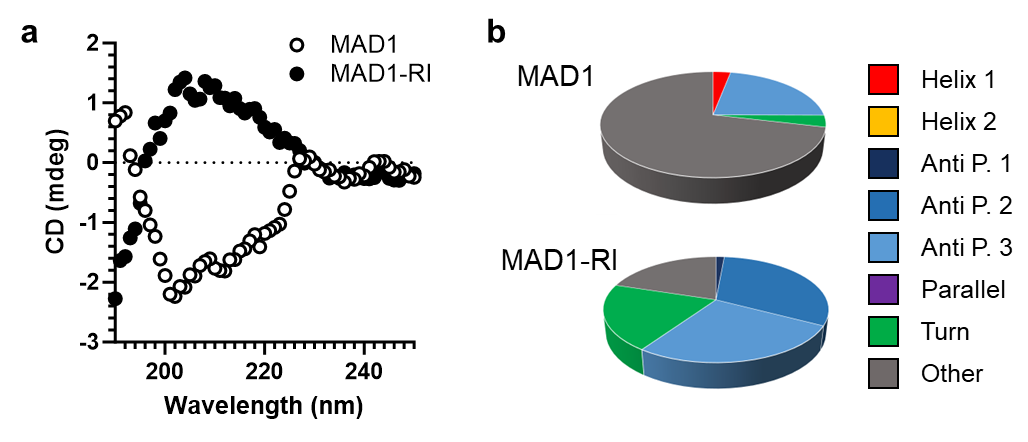 a
b
MAD1
MAD1-RI
2
1
0
-1
-2
-3
CD (mdeg)
200
220
240
Wavelength (nm)
MAD1
MAD1-RI
Helix 1
Helix 2
Anti P. 1
Anti P. 2
Anti P. 3
Parallel
Turn
Other